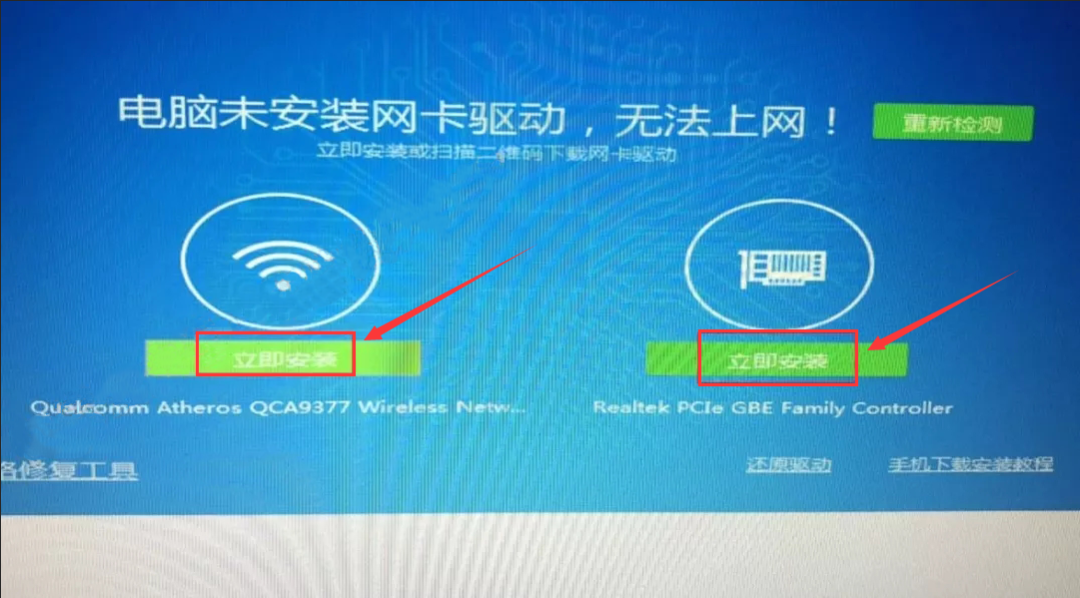 电脑未安装网卡驱动，无法上网！
重新检测
立即安装或扫描二维码下载网卡驱动
立即安装
立即安装
Qualcomm Atheros QCA9377 Wireless Netw...
Realtek PCIe GBE Family Controller
络修复工具
还原驱动
手机下载安装教程